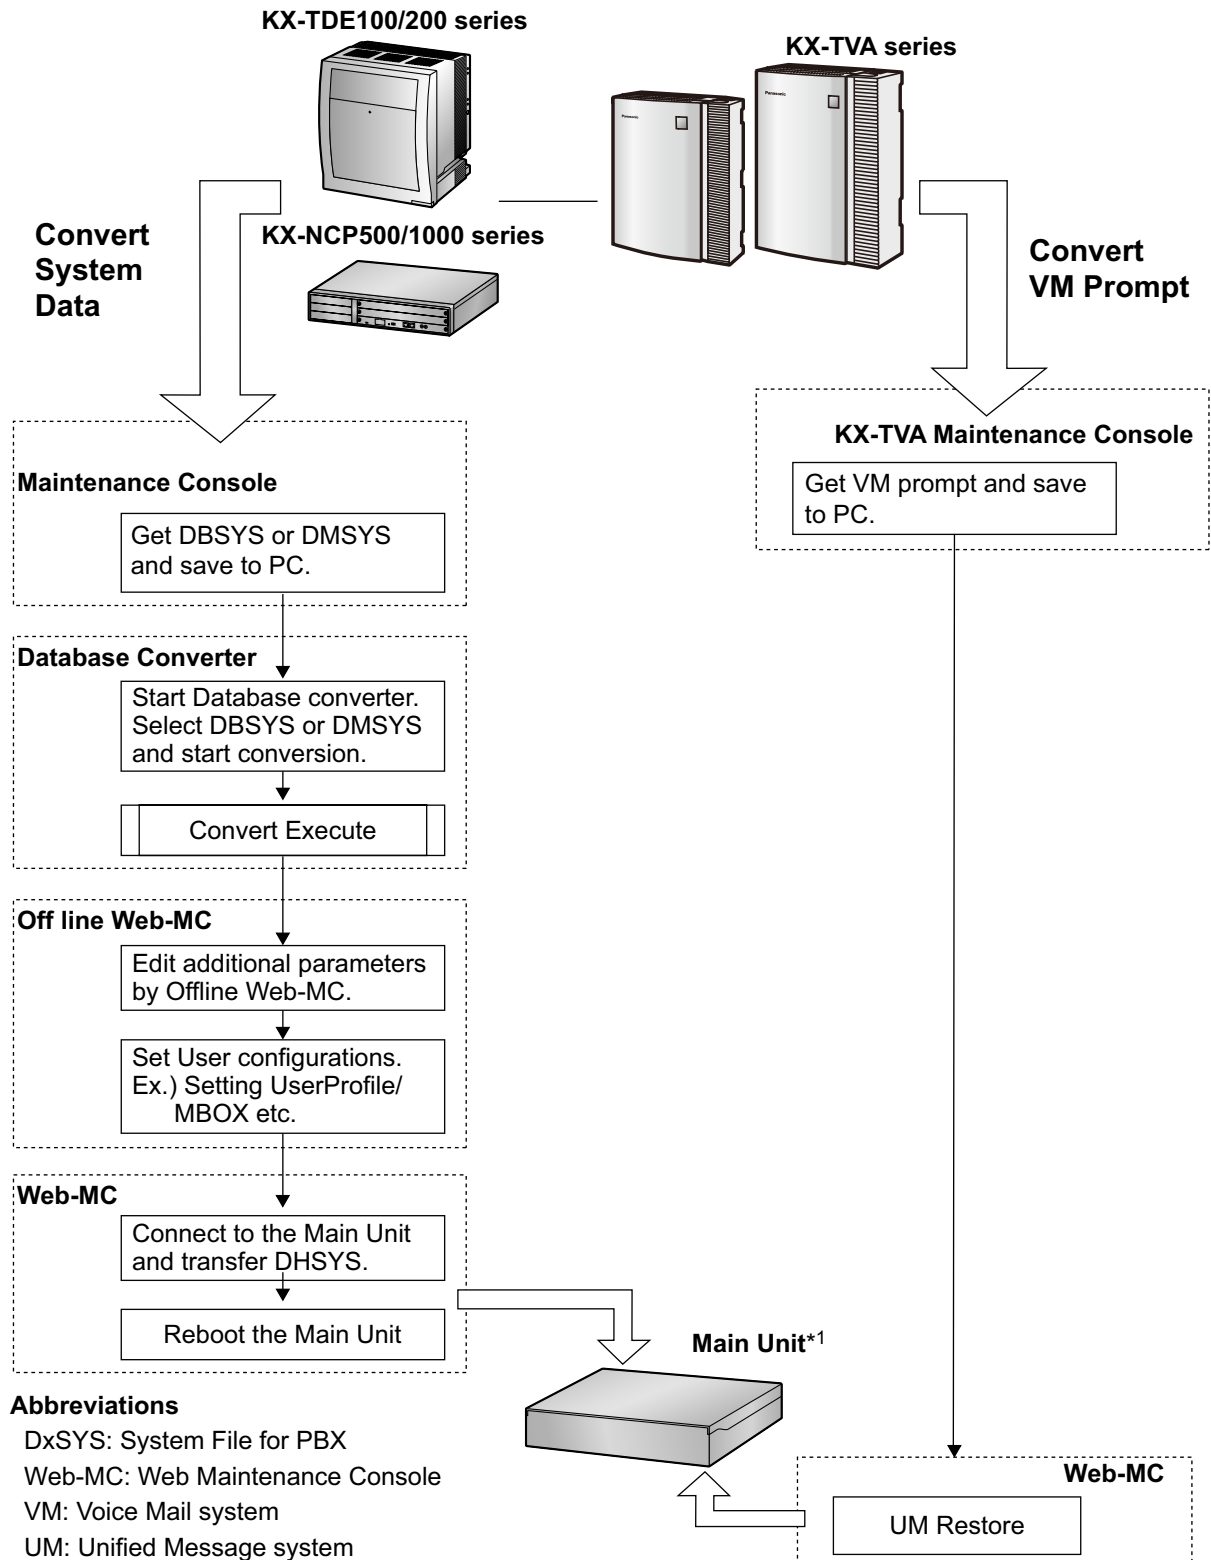 KX-TDE100/200 series
KX-TVA series
Panasonic
Panasonic
Convert
System
Data
KX-NCP500/1000 series
Convert
VM Prompt
Maintenance Console
Get DBSYS or DMSYS
and save to PC.
KX-TVA Maintenance Console
Get VM prompt and save
to PC.
Database Converter
Start Database converter.
Select DBSYS or DMSYS
and start conversion.
Convert Execute
Off line Web-MC
Edit additional parameters
by Offline Web-MC.
Set User configurations.
Ex.) Setting UserProfile/
MBOX etc.
Web-MC
Connect to the Main Unit
and transfer DHSYS.
Reboot the Main Unit
Main Unit*1
Web-MC
UM Restore
Abbreviations
DxSYS: System File for PBX
Web-MC: Web Maintenance Console
VM: Voice Mail system
UM: Unified Message system